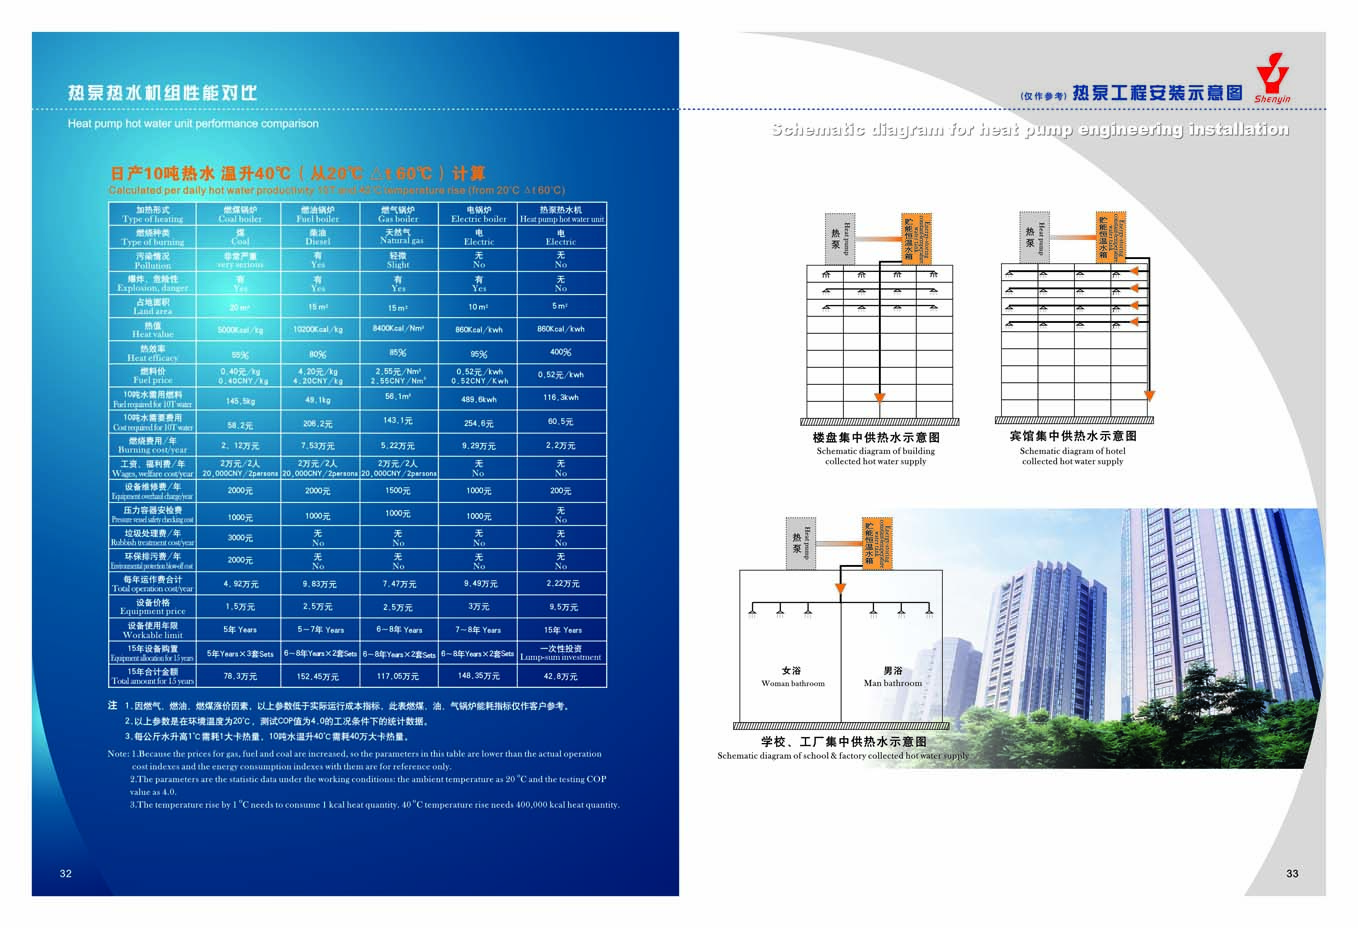 热泵热水机组性能对比
Heat pump hot water unit performance comparison
日产10吨热水 温升40℃（从20℃ △t 60℃）计算
Calculated per daily hot water productivity 10T and 40℃ temperature rise (from 20℃ Δt 60℃)
加热形式 燃煤锅炉 燃油锅炉 燃气锅炉 电锅炉 热泵热水机
Type of heating Coal boiler Fuel boiler Gas boiler Electric boiler Heat pump hot water unit
燃烧种类 煤 柴油 天然气 电 电
Type of burning Coal Diesel Natural gas Electric Electric
污染情况 非常严重 有 轻微 无 无
Pollution very serious Yes Slight No No
爆炸、危险性 有 有 有 有 无
Explosion, danger Yes Yes Yes Yes No
占地面积
Land area 20m² 15m² 15m² 10m² 5m²
热值
Heat value 5000Kcal/kg 10200Kcal/kg 8400Kcal/Nm³ 860Kcal/kwh 860Kcal/kwh
热效率
Heat efficacy 55% 80% 85% 95% 400%
燃料价 0.40元/kg 4.20元/kg 2.55元/Nm³ 0.52元/kwh 0.52元/kwh
Fuel price 0.40CNY/kg 4.20CNY/kg 2.55CNY/Nm³ 0.52CNY/Kwh
10吨水需用燃料
Fuel required for 10T water 145.5kg 49.1kg 56.1m³ 489.6kwh 116.3kwh
10吨水需要费用
Cost required for 10T water 58.2元 206.2元 143.1元 254.6元 60.5元
燃烧费用/年
Burning cost/year 2.12万元 7.53万元 5.22万元 9.29万元 2.2万元
工资、福利费/年 2万元/2人 2万元/2人 2万元/2人 无 无
Wages, welfare cost/year 20,000CNY/2persons 20,000CNY/2persons 20,000CNY/2persons No No
设备维修费/年
Equipment overhaul charge/year 2000元 2000元 1500元 1000元 200元
压力容器安检费 无
Pressure vessel safety checking cost 1000元 1000元 1000元 1000元 No
垃圾处理费/年 3000元 无 无 无 无
Rubbish treatment cost/year No No No No
环保排污费/年 2000元 无 无 无 无
Environmental protection blow-off cost No No No No
每年运作费合计
Total operation cost/year 4.92万元 9.83万元 7.47万元 9.49万元 2.22万元
设备价格
Equipment price 1.5万元 2.5万元 2.5万元 3万元 9.5万元
设备使用年限
Workable limit 5年 Years 5~7年 Years 6~8年 Years 7~8年 Years 15年 Years
15年设备购置 5年Years×3套Sets 6~8年Years×2套Sets 6~8年Years×2套Sets 6~8年Years×2套Sets 一次性投资
Equipment allocation for 15 years Lump-sum investment
15年合计金额
Total amount for 15 years 78.3万元 152.45万元 117.05万元 148.35万元 42.8万元
注 1.因燃气、燃油、燃煤涨价因素，以上参数低于实际运行成本指标，此表燃煤、油、气锅炉能耗指标仅作客户参考。
2.以上参数是在环境温度为20℃，测试COP值为4.0的工况条件下的统计数据。
3.每公斤水升高1℃需耗1大卡热量，10吨水温升40℃需耗40万大卡热量。
Note: 1.Because the prices for gas, fuel and coal are increased, so the parameters in this table are lower than the actual operation
cost indexes and the energy consumption indexes with them are for reference only.
2.The parameters are the statistic data under the working conditions: the ambient temperature as 20 °C and the testing COP
value as 4.0.
3.The temperature rise by 1 °C needs to consume 1 kcal heat quantity. 40 °C temperature rise needs 400,000 kcal heat quantity.
32
(仅作参考) 热泵工程安装示意图
Shenyin
Schematic diagram for heat pump engineering installation
热泵
Heat pump
贮能恒温水箱
Energy-storing
constant-temperature
water tank
楼盘集中供热水示意图
Schematic diagram of building
collected hot water supply
热泵
Heat pump
贮能恒温水箱
Energy-storing
constant-temperature
water tank
宾馆集中供热水示意图
Schematic diagram of hotel
collected hot water supply
热泵
Heat pump
贮能恒温水箱
Energy-storing
constant-temperature
water tank
女浴
Woman bathroom
男浴
Man bathroom
学校、工厂集中供热水示意图
Schematic diagram of school & factory collected hot water supply
33